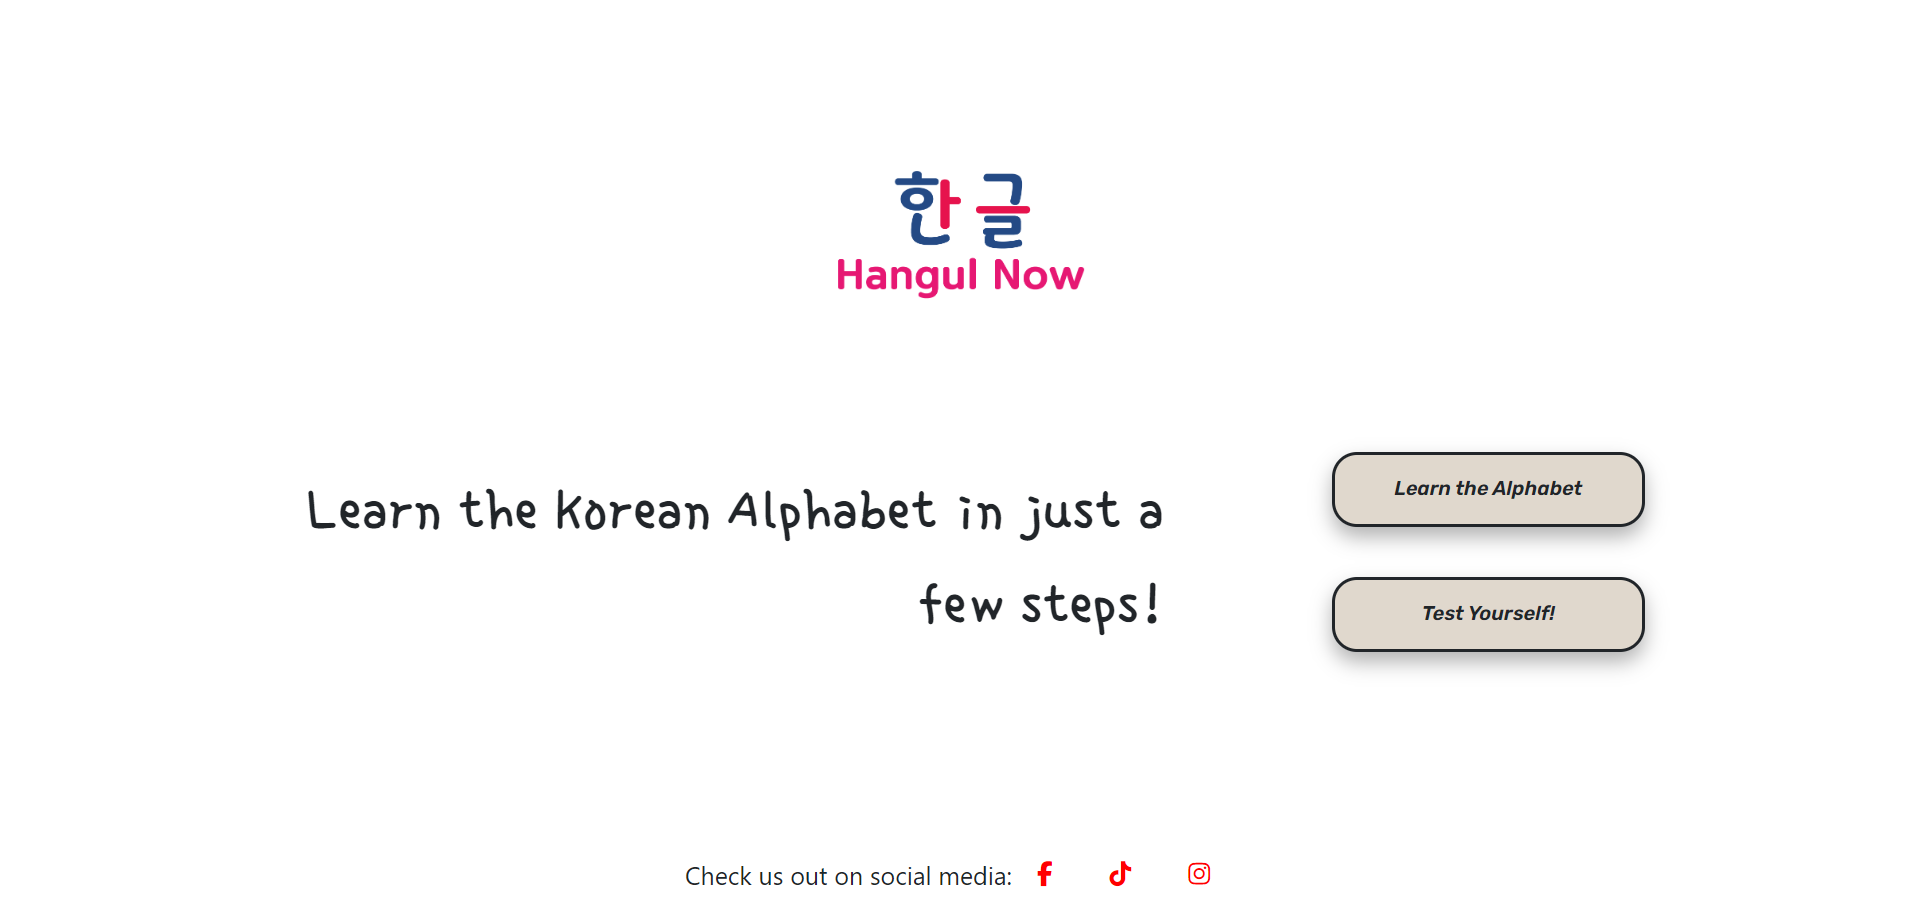 한글
Hangul Now
Learn the Korean Alphabet in just a
few steps!
Learn the Alphabet
Test Yourself!
Check us out on social media: